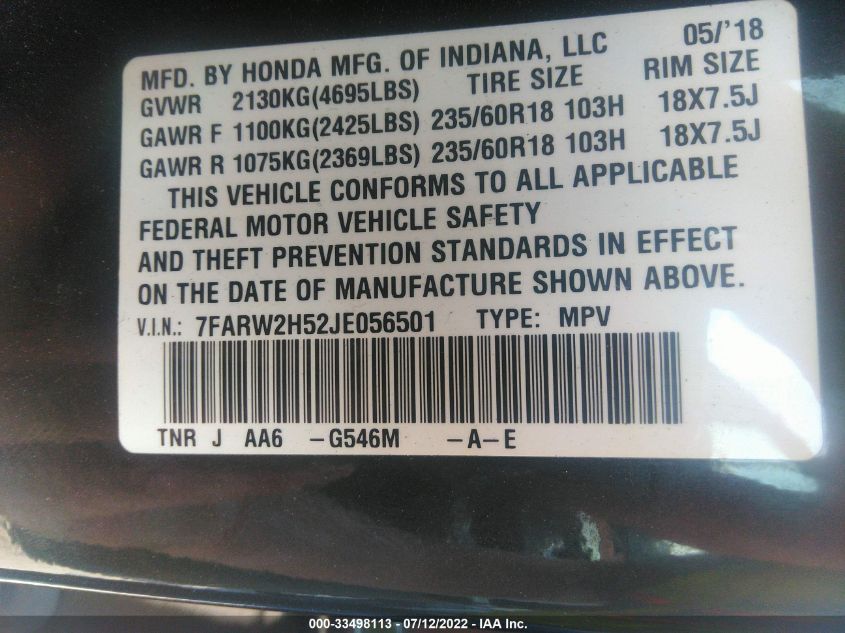 MFD. BY HONDA MFG. OF INDIANA, LLC 05/'18
GVWR 2130KG(4695LBS) TIRE SIZE RIM SIZE
GAWR F 1100KG(2425LBS) 235/60R18 103H 18X7.5J
GAWR R 1075KG(2369LBS) 235/60R18 103H 18X7.5J
THIS VEHICLE CONFORMS TO ALL APPLICABLE
FEDERAL MOTOR VEHICLE SAFETY
AND THEFT PREVENTION STANDARDS IN EFFECT
ON THE DATE OF MANUFACTURE SHOWN ABOVE.
V.I.N.: 7FARW2H52JE056501 TYPE: MPV
TNR J AA6 -G546M -A-E
000-33498113 - 07/12/2022 - IAA Inc.